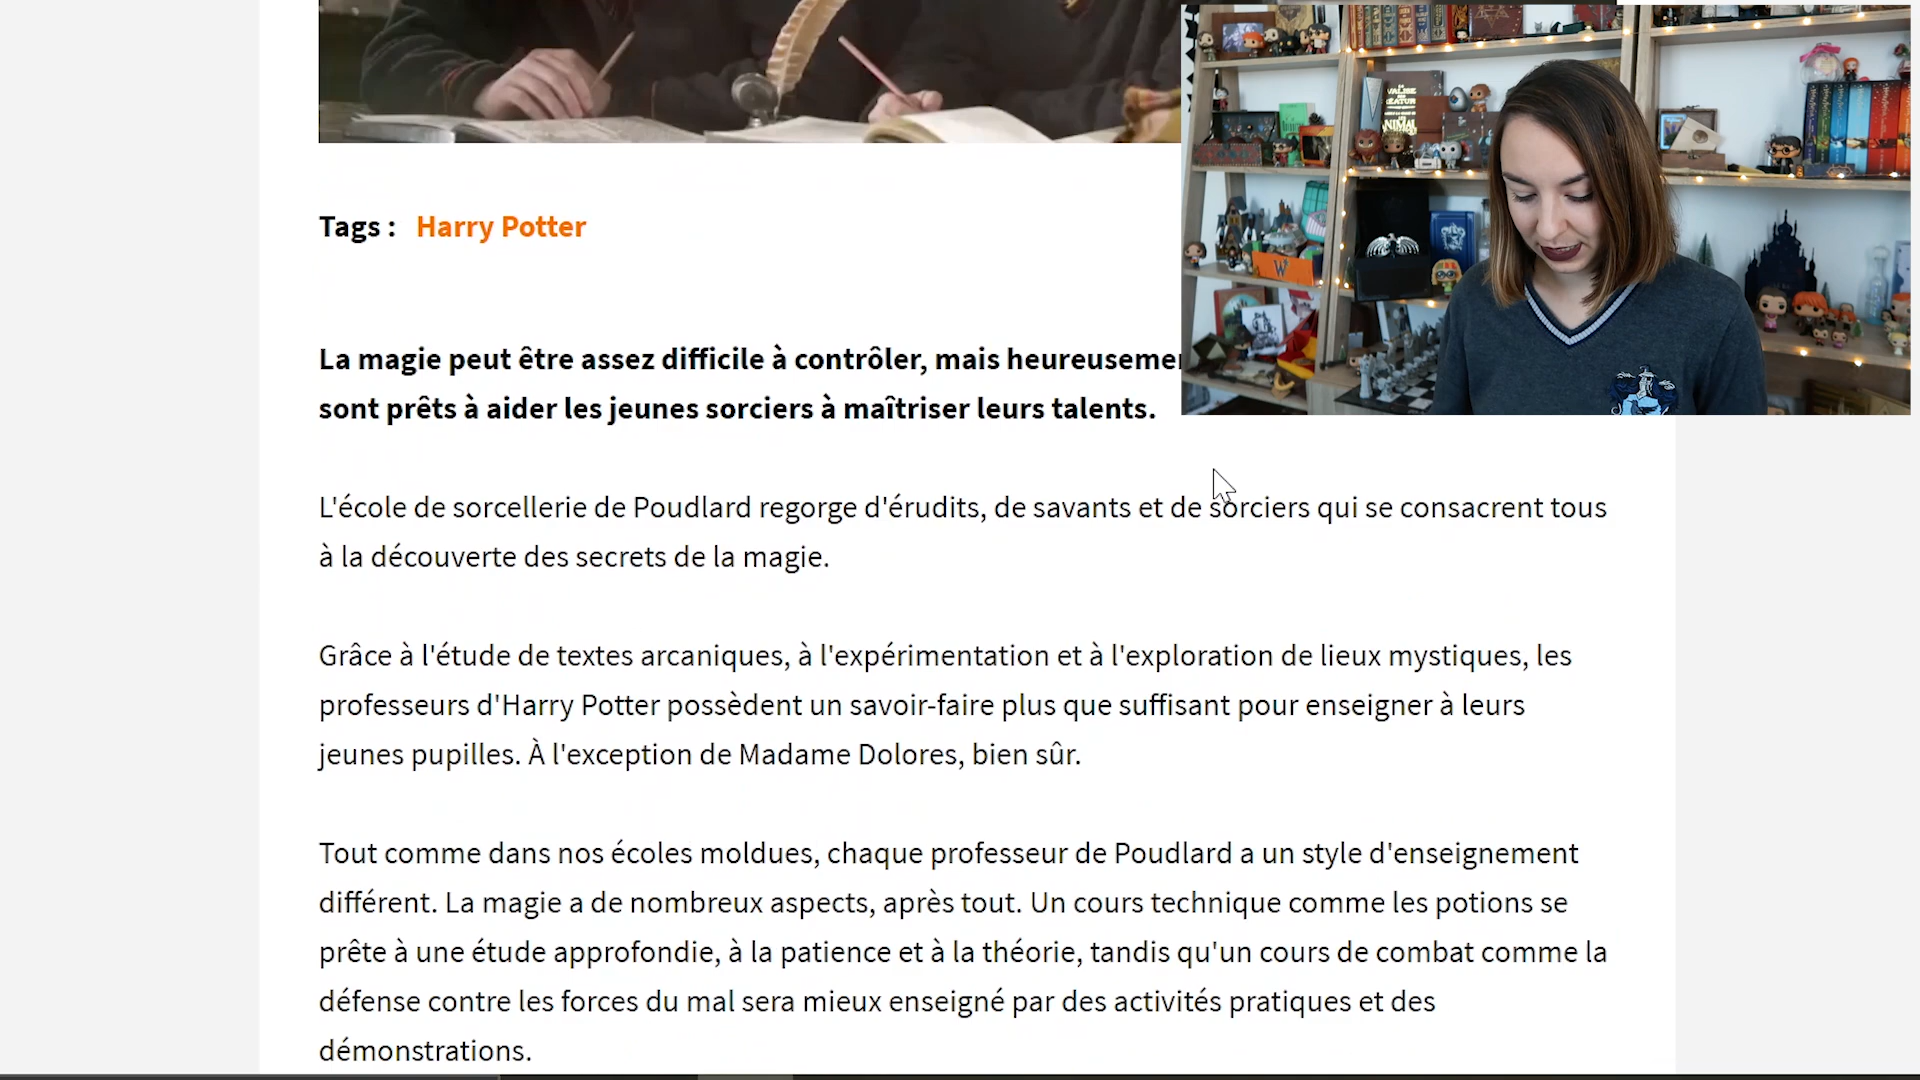 Tags : Harry Potter
La magie peut être assez difficile à contrôler, mais
sont prêts à aider les jeunes sorciers à maîtriser leurs talents.
L'école de sorcellerie de Poudlard regorge d'érudits, de savants et de sorciers qui se consacrent tous
à la découverte des secrets de la magie.
Grâce à l'étude de textes arcaniques, à l'expérimentation et à l'exploration de lieux mystiques, les
professeurs d'Harry Potter possèdent un savoir-faire plus que suffisant pour enseigner à leurs
jeunes pupilles. À l'exception de Madame Dolores, bien sûr.
Tout comme dans nos écoles moldues, chaque professeur de Poudlard a un style d'enseignement
différent. La magie a de nombreux aspects, après tout. Un cours technique comme les potions se
prête à une étude approfondie, à la patience et à la théorie, tandis qu'un cours de combat comme la
défense contre les forces du mal sera mieux enseigné par des activités pratiques et des
démonstrations.